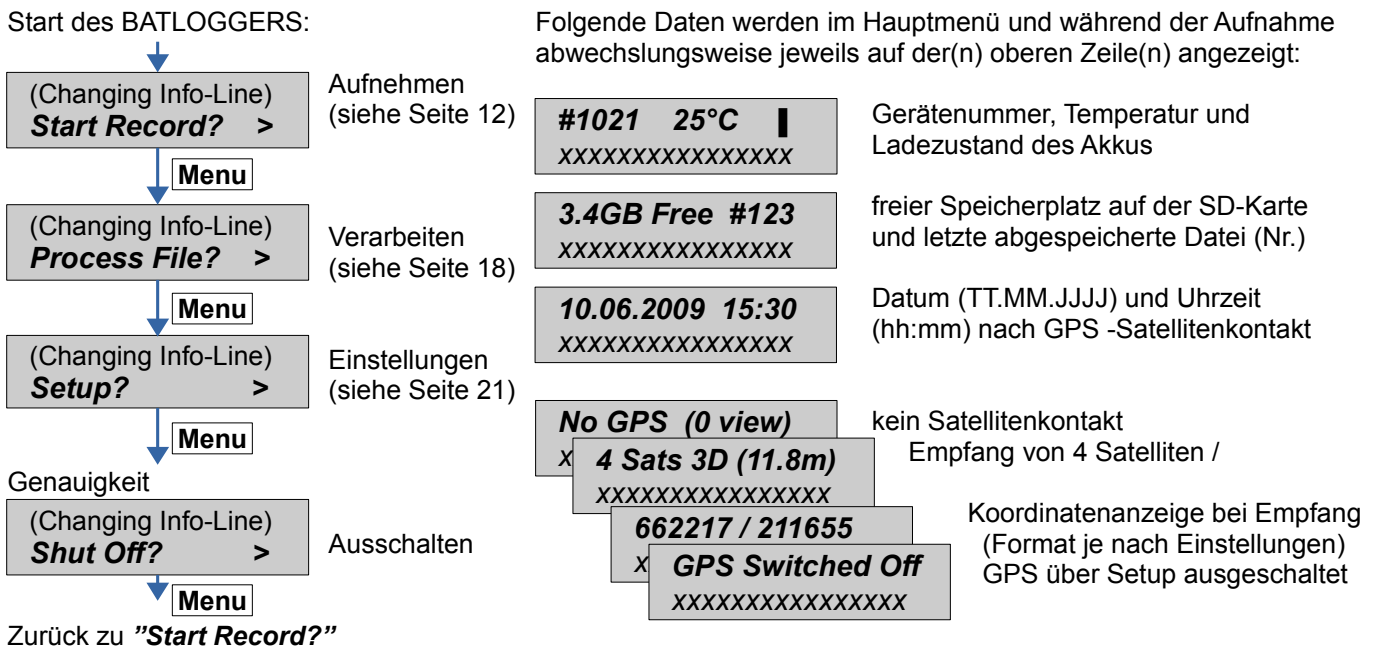 Start des BATLOGGERS:
(Changing Info-Line)
Start Record? >
Aufnehmen
(siehe Seite 12)
Menu
(Changing Info-Line)
Process File? >
Verarbeiten
(siehe Seite 18)
Menu
(Changing Info-Line)
Setup? >
Einstellungen
(siehe Seite 21)
Menu
Genauigkeit
(Changing Info-Line)
Shut Off? >
Ausschalten
Menu
Zurück zu ”Start Record?”
Folgende Daten werden im Hauptmenü und während der Aufnahme
abwechslungsweise jeweils auf der(n) oberen Zeile(n) angezeigt:
#1021 25°C
xxxxxxxxxxxxxxxx
Gerätenummer, Temperatur und
Ladezustand des Akkus
3.4GB Free #123
xxxxxxxxxxxxxxxx
freier Speicherplatz auf der SD-Karte
und letzte abgespeicherte Datei (Nr.)
10.06.2009 15:30
xxxxxxxxxxxxxxxx
Datum (TT.MM.JJJJ) und Uhrzeit
(hh:mm) nach GPS -Satellitenkontakt
No GPS (0 view)
x
kein Satellitenkontakt
4 Sats 3D (11.8m)
xxxxxxxxxxxxxxxx
Empfang von 4 Satelliten /
662217 / 211655
x
Koordinatenanzeige bei Empfang
(Format je nach Einstellungen)
GPS Switched Off
xxxxxxxxxxxxxxxx
GPS über Setup ausgeschaltet